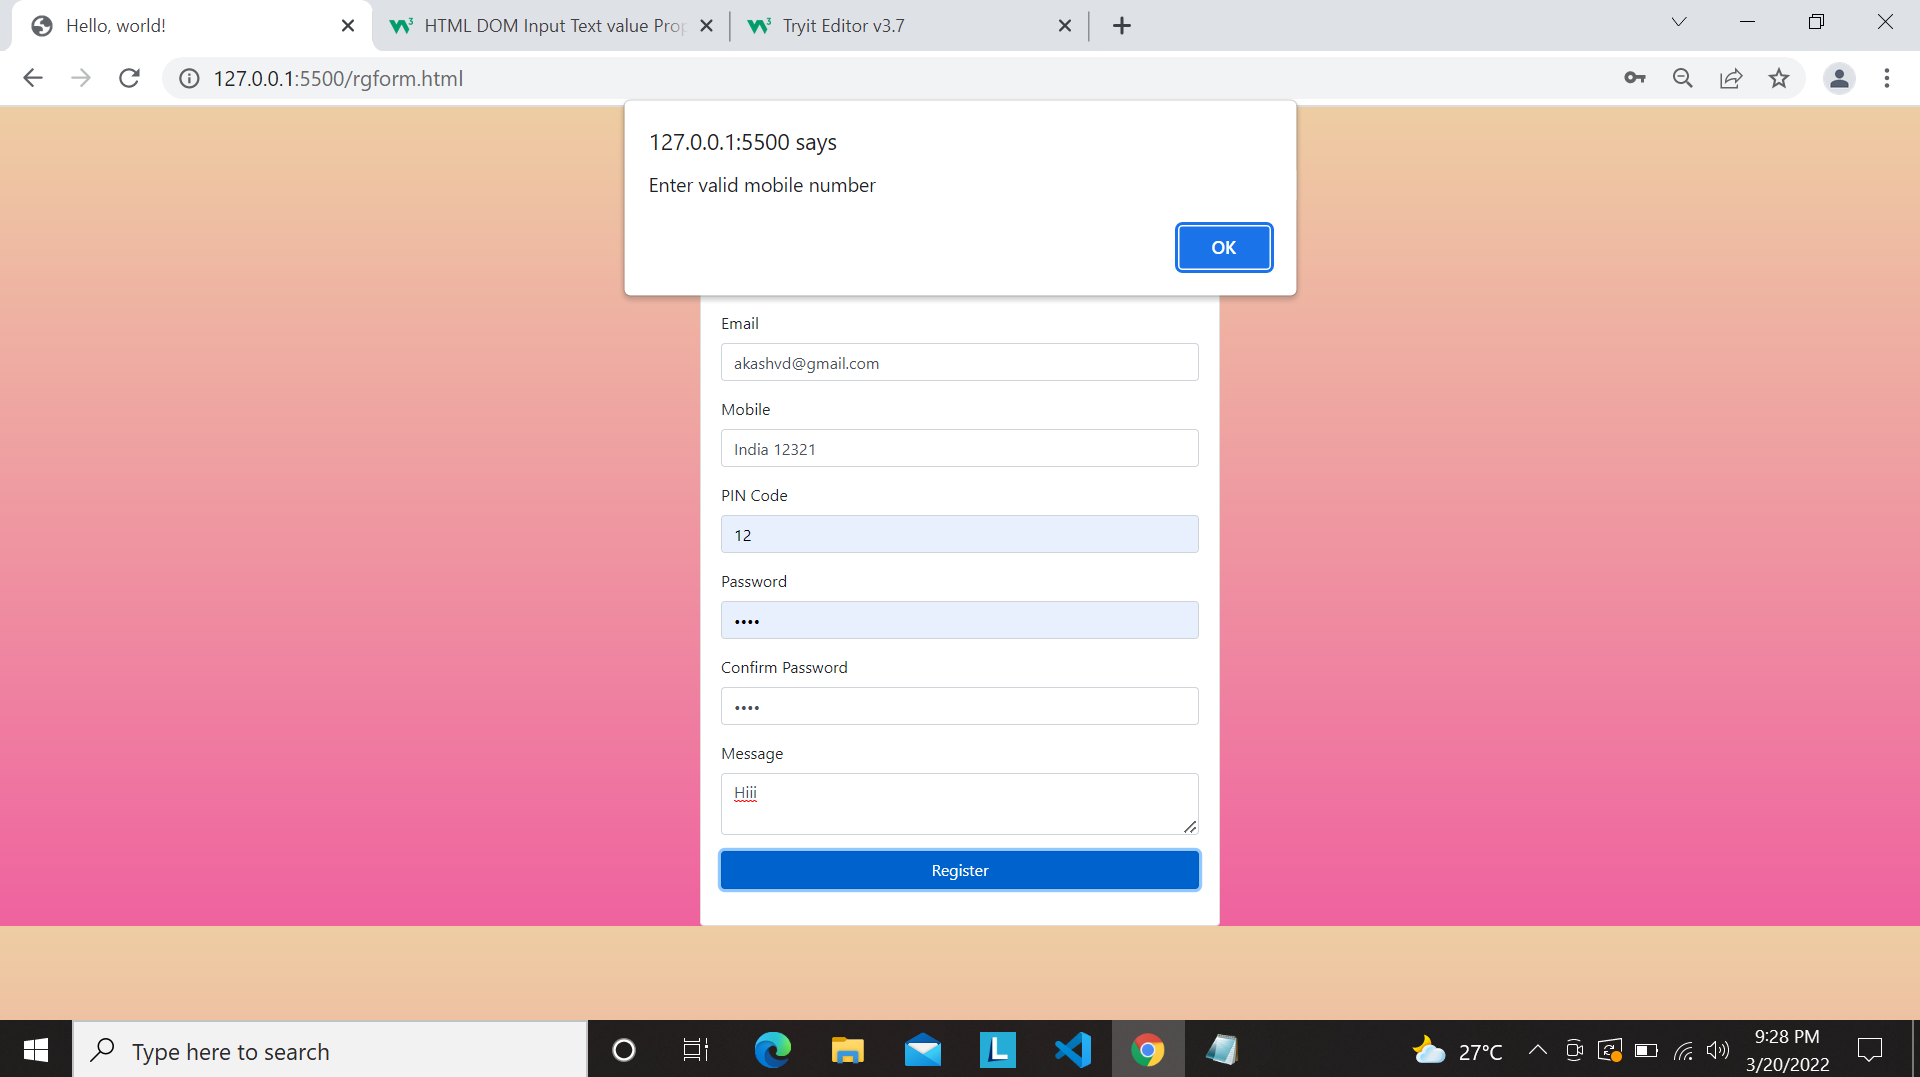 Hello, world!
HTML DOM Input Text value Prop
Tryit Editor v3.7
127.0.0.1:5500/rgform.html
127.0.0.1:5500 says
Enter valid mobile number
OK
Email
akashvd@gmail.com
Mobile
India 12321
PIN Code
12
Password
••••
Confirm Password
••••
Message
Hiii
Register
Type here to search
27°C
9:28 PM
3/20/2022